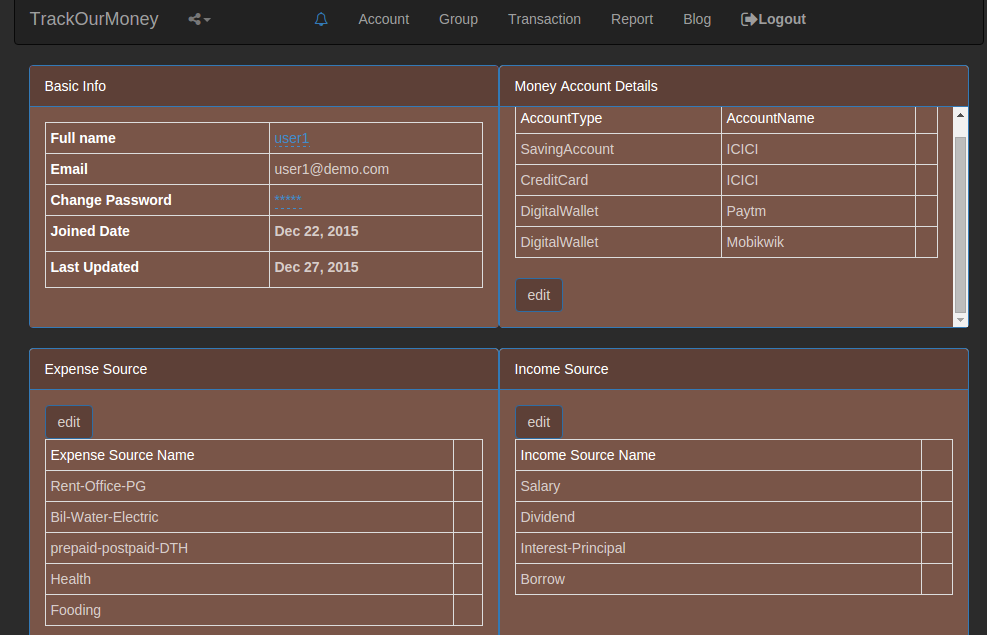 TrackOurMoney Account Group Transaction Report Blog Logout
Basic Info
Full name user1
Email user1@demo.com
Change Password *****
Joined Date Dec 22, 2015
Last Updated Dec 27, 2015
Money Account Details
AccountType AccountName
SavingAccount ICICI
CreditCard ICICI
DigitalWallet Paytm
DigitalWallet Mobikwik
edit
Expense Source
edit
Expense Source Name
Rent-Office-PG
Bil-Water-Electric
prepaid-postpaid-DTH
Health
Fooding
Income Source
edit
Income Source Name
Salary
Dividend
Interest-Principal
Borrow